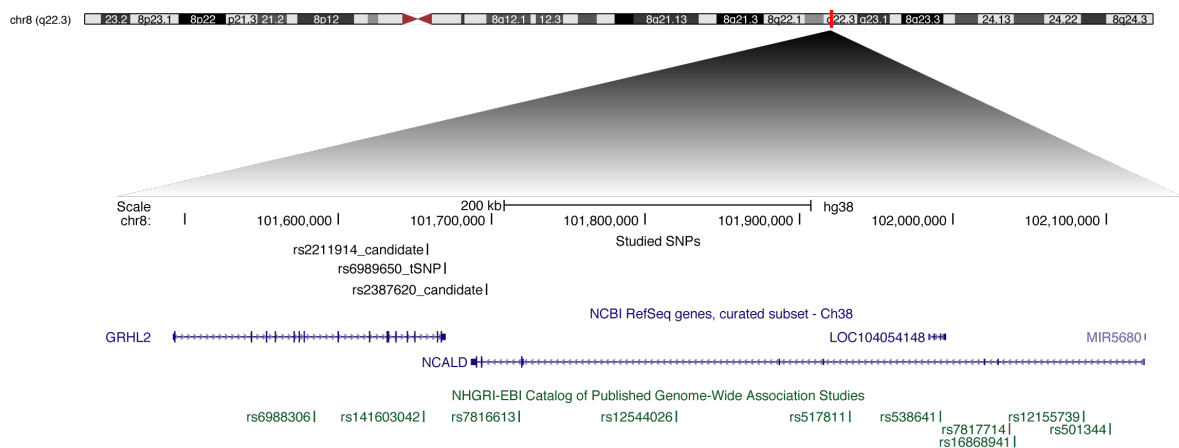 chr8 (q22.3) 23.2 8p23.1 8p22 p21.3 21.2 8p12 8q12.1 12.3 8q21.13 8q21.3 8q22.1 q22.3 q23.1 8q23.3 24.13 24.22 8q24.3
Scale 200 kb hg38
chr8: 101,600,000 101,700,000 101,800,000 101,900,000 102,000,000 102,100,000
Studied SNPs
rs2211914_candidate
rs6989650_tSNP
rs2387620_candidate
NCBI RefSeq genes, curated subset - Ch38
GRHL2 LOC104054148 MIR5680
NCALD
NHGRI-EBI Catalog of Published Genome-Wide Association Studies
rs6988306 rs141603042 rs7816613 rs12544026 rs517811 rs538641 rs12155739
rs7817714 rs501344
rs16868941